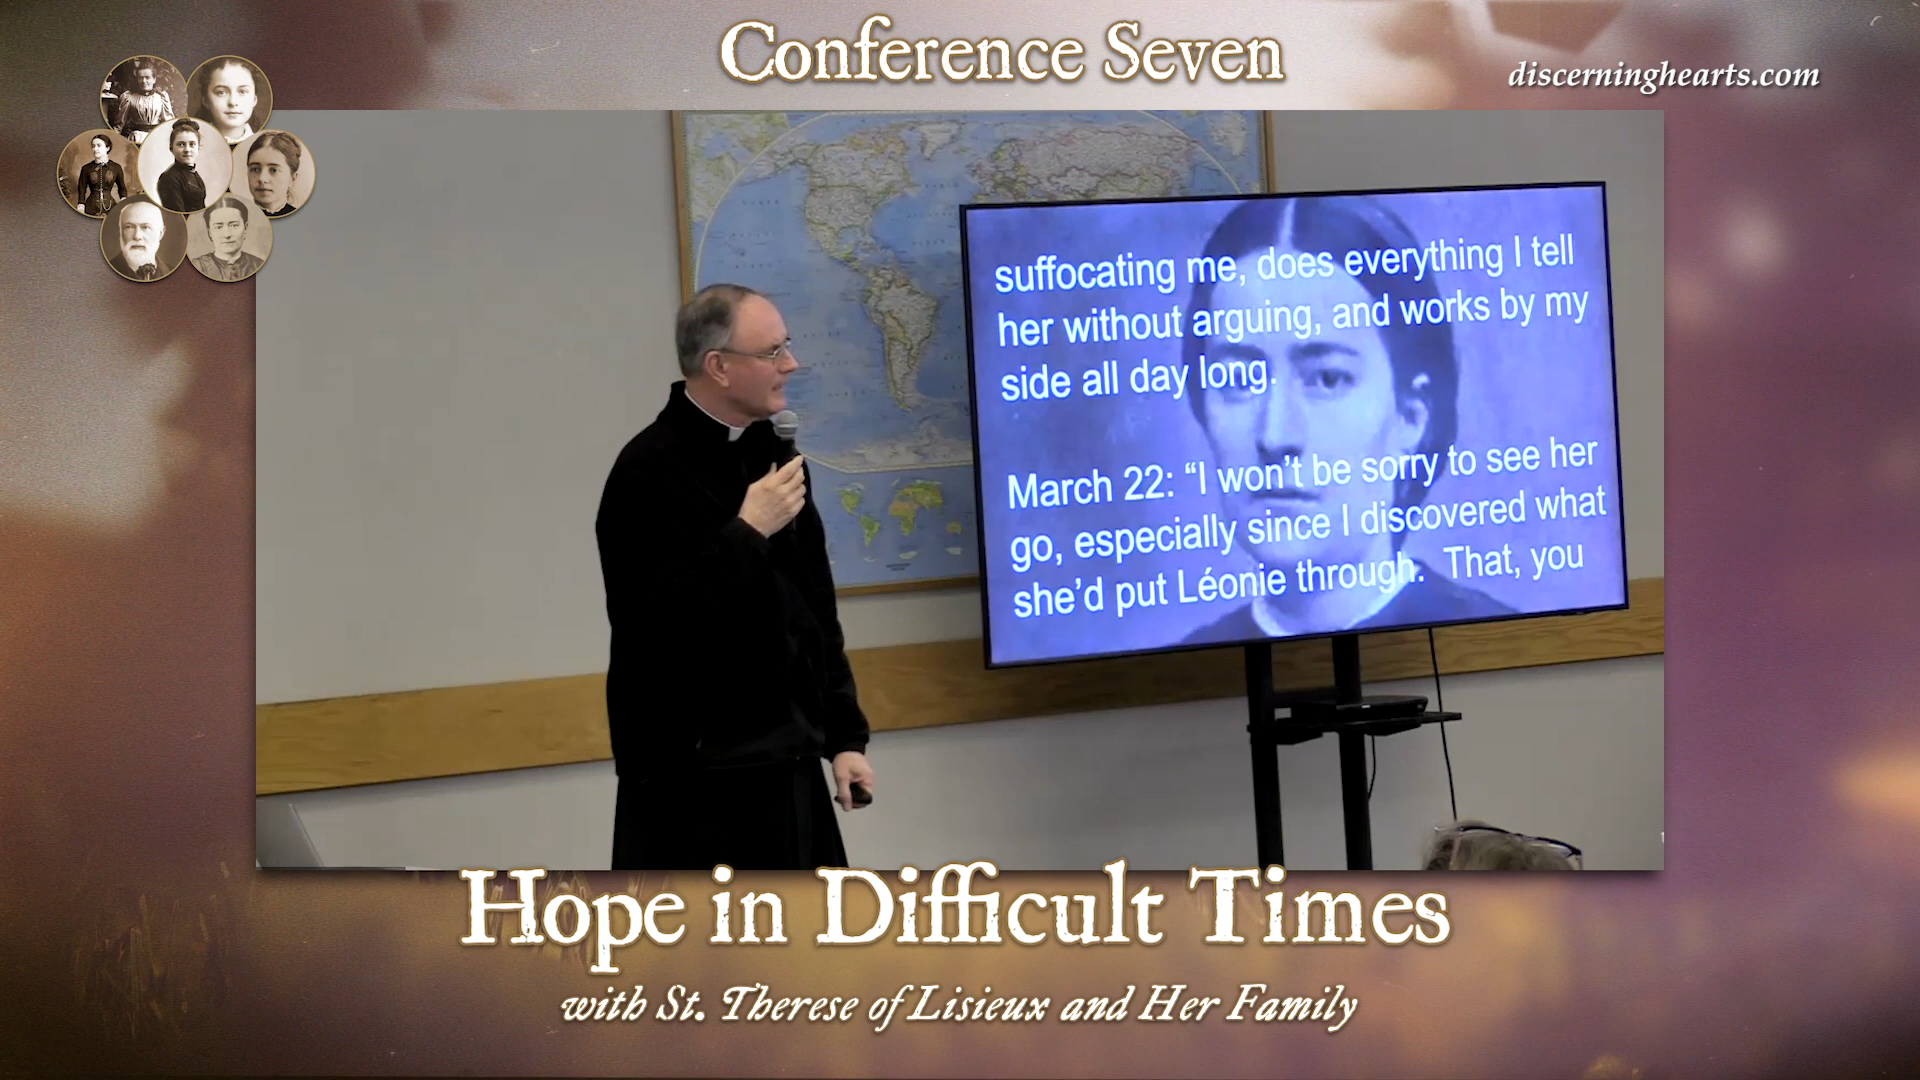 Conference Seven
discerninghearts.com
suffocating me, does everything I tell
her without arguing, and works by my
side all day long.
March 22: “I won’t be sorry to see her
go, especially since I discovered what
she’d put Léonie through. That, you
Hope in Difficult Times
with St. Therese of Lisieux and Her Family